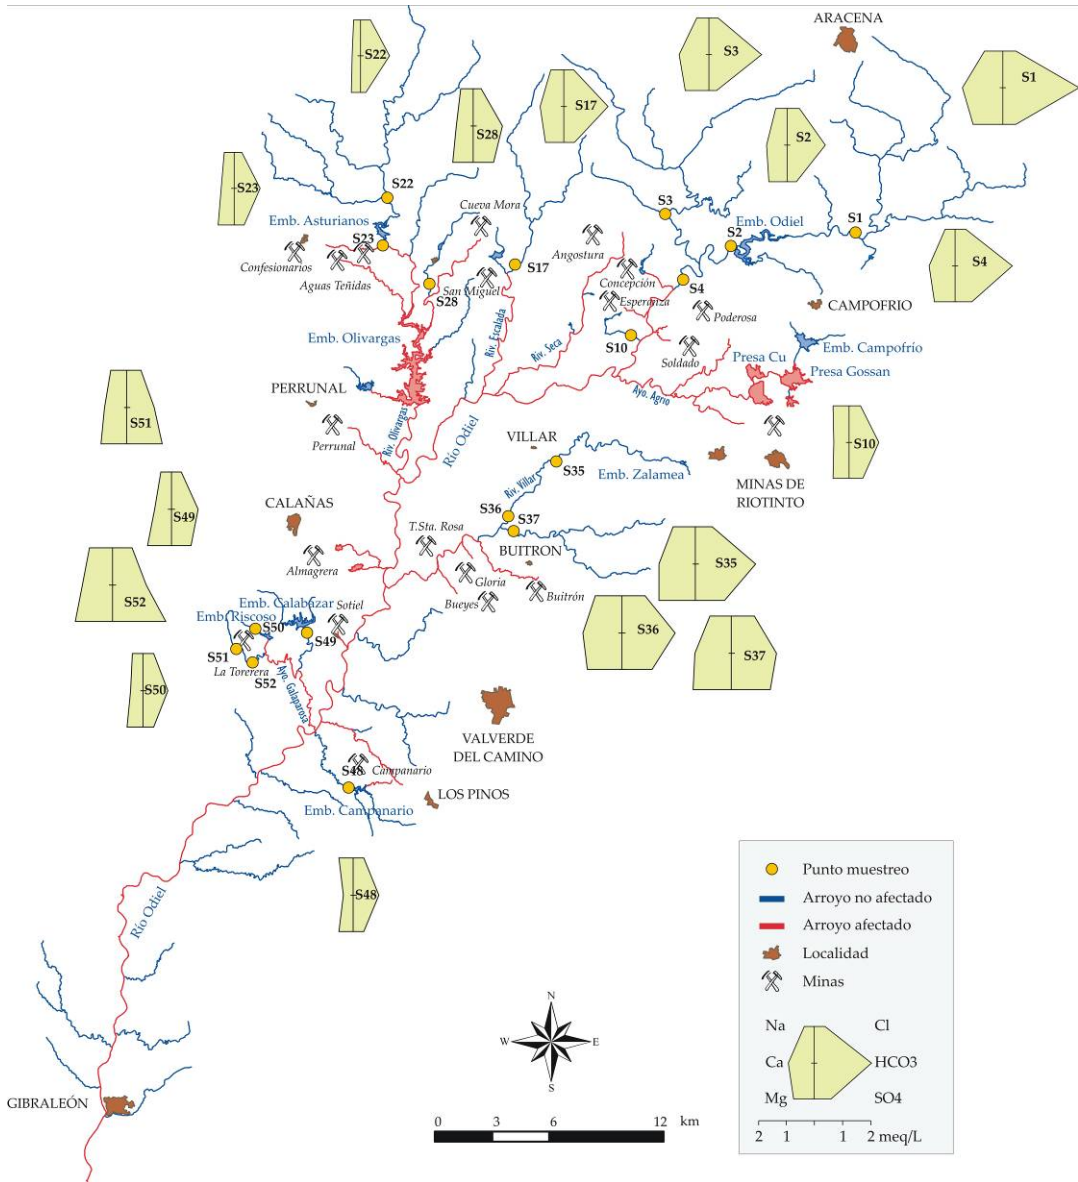 ARACENA
S22
S3
S1
S17
S28
S2
S23
S22
Cueva Mora
S3
Emb. Asturianos
Emb. Odiel
S1
S2
S23
Angostura
S4
Confesionarios
S17
Concepción
Aguas Teñidas
San Miguel
S4
S28
Esperanza
Poderosa
CAMPOFRIO
Emb. Olivargas
Riv. Escalada
Riv. Seca
S10
Soldado
Emb. Campofrío
Presa Cu
Presa Gossan
PERRUNAL
Ayo. Agrio
S51
Perrunal
Riv. Olivargas
Río Odiel
VILLAR
S35
Emb. Zalamea
S10
MINAS DE
RIOTINTO
Riv. Villar
S49
CALAÑAS
S36
S37
T.Sta. Rosa
BUITRON
S35
Almagrera
Gloria
Buitrón
S52
Bueyes
Emb. Calabazar
Sotiel
Emb. Riscoso
S50
S49
S36
S51
La Torerera
S52
S37
S50
Ayo. Galaparosa
VALVERDE
DEL CAMINO
S48
Campanario
LOS PINOS
Emb. Campanario
S48
Río Odiel
Punto muestreo
Arroyo no afectado
Arroyo afectado
Localidad
Minas
Na
Cl
Ca
HCO3
Mg
SO4
2 1 1 2 meq/L
N
W
E
S
GIBRALEÓN
0 3 6 12 km